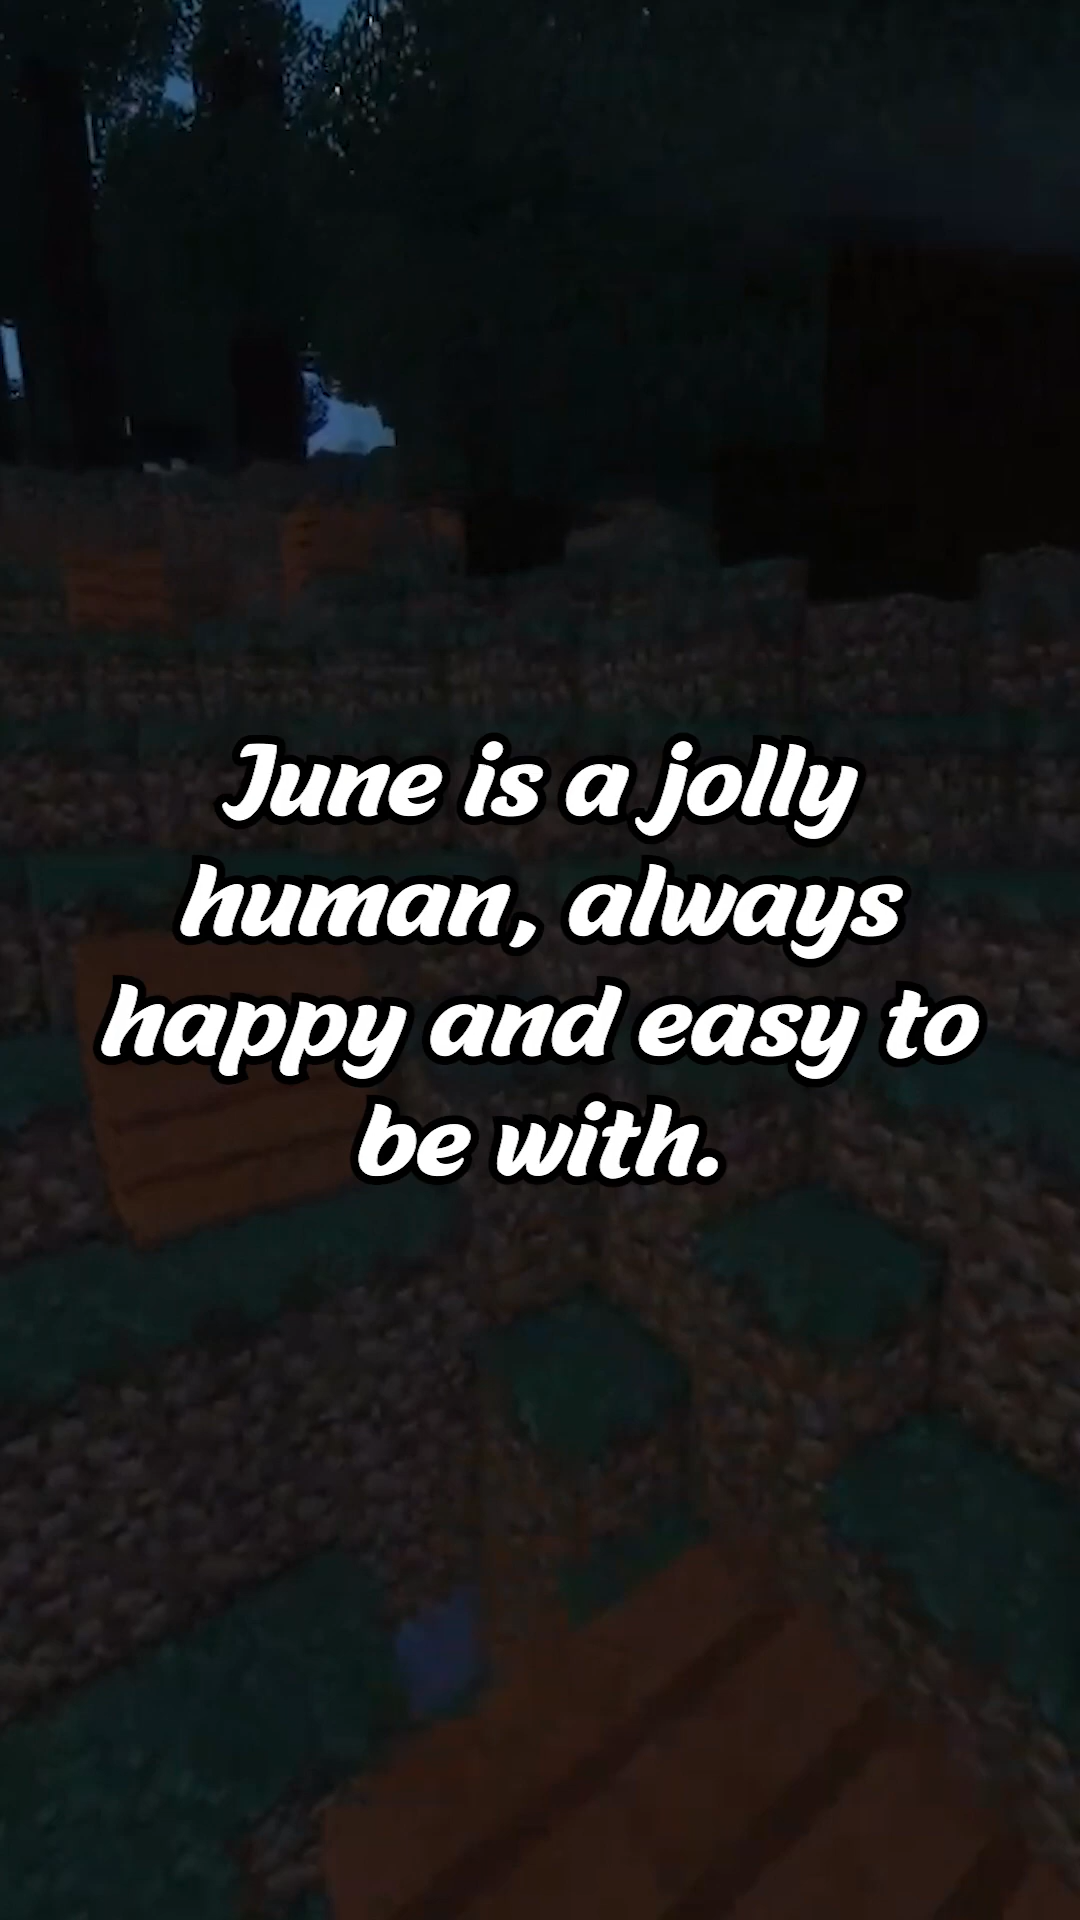 June is a jolly
human, always
happy and easy to
be with.